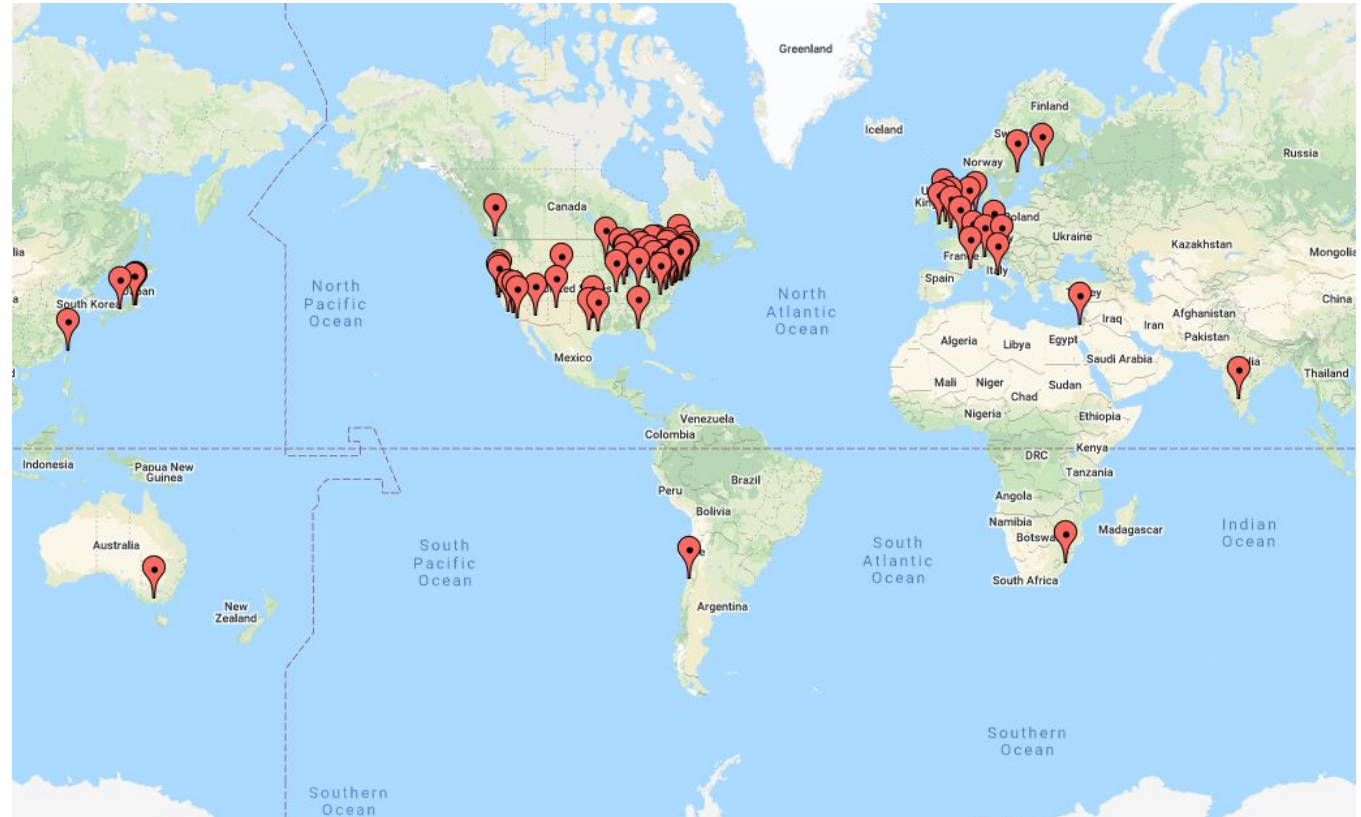 Greenland
Iceland
Finland
Norway
Russia
Canada
Poland
Ukraine
Kazakhstan
Mongolia
France
Italy
Spain
South Korea
North
Pacific
Ocean
North
Atlantic
Ocean
Iraq
Iran
Afghanistan
China
Pakistan
Algeria
Libya
Egypt
Saudi Arabia
Mexico
Thailand
Mali
Niger
Chad
Sudan
Nigeria
Ethiopia
Venezuela
Colombia
Kenya
DRC
Tanzania
Indonesia
Papua New
Guinea
Peru
Brazil
Bolivia
Angola
Namibia
Madagascar
Indian
Ocean
Australia
South
Pacific
Ocean
South
Atlantic
Ocean
South Africa
New
Zealand
Argentina
Southern
Ocean
Southern
Ocean